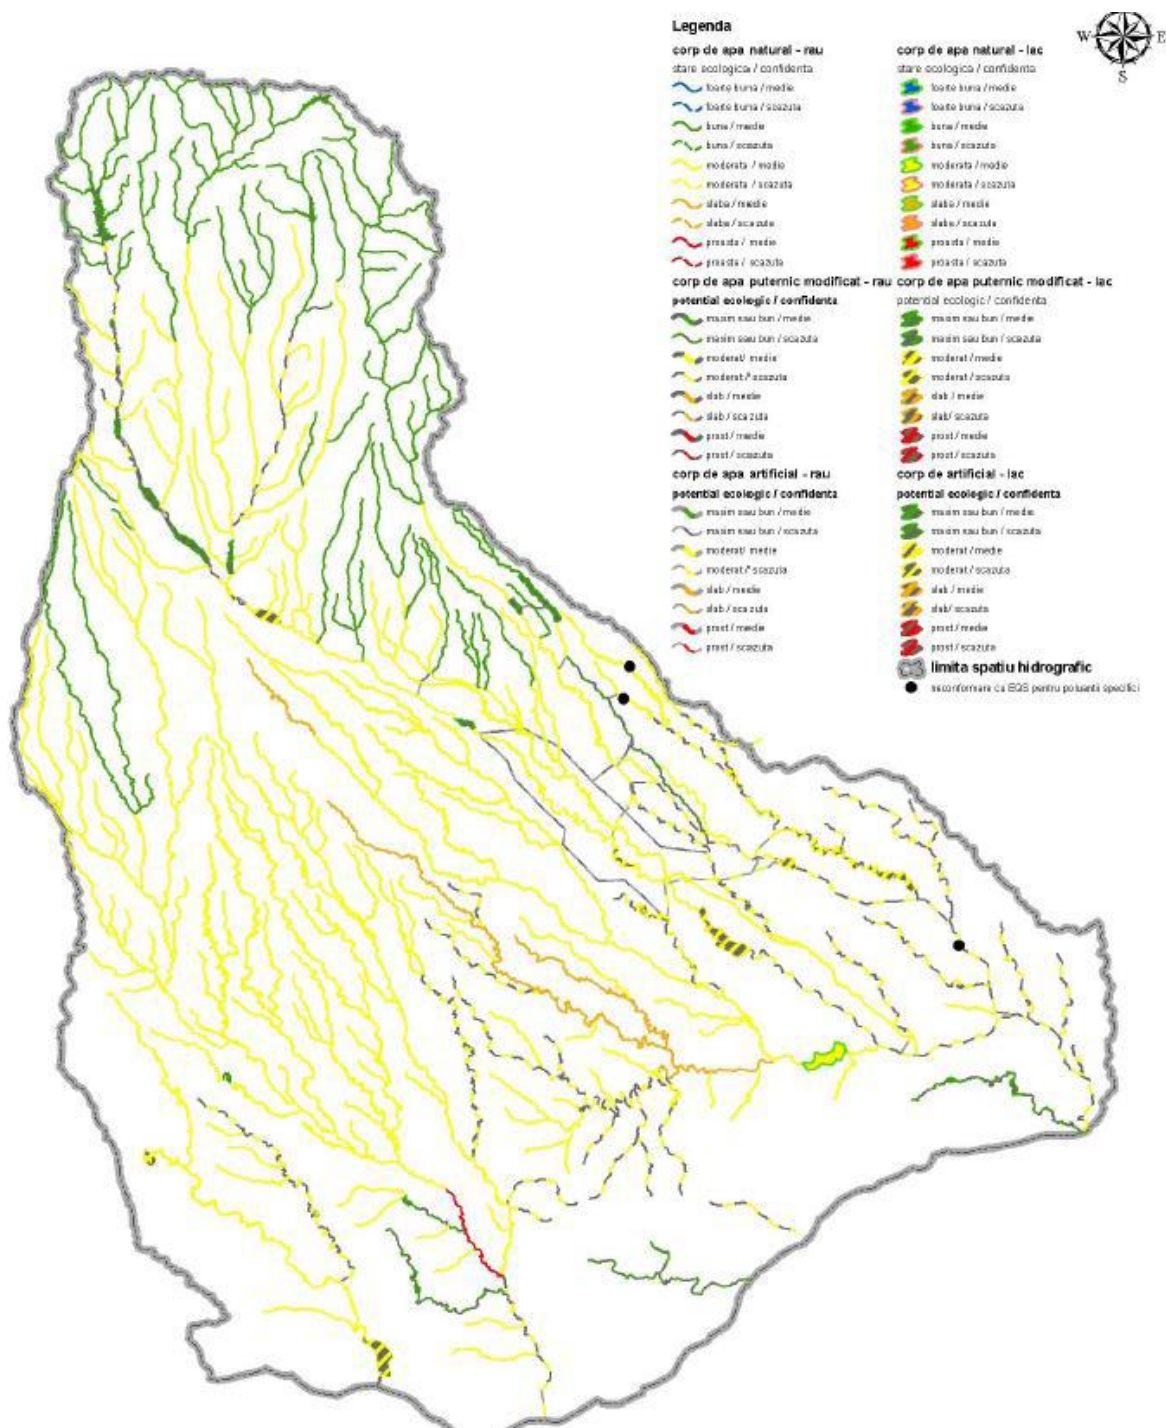 Legenda
corp de apa natural - rau
stare ecologica / confidenta
foarte buna / medie
foarte buna / scazuta
buna / medie
buna / scazuta
moderata / medie
moderata / scazuta
slaba / medie
slaba / scazuta
proasta / medie
proasta / scazuta
corp de apa puternic modificat - rau
potential ecologic / confidenta
maxim sau bun / medie
maxim sau bun / scazuta
moderat/ medie
moderat /* scazuta
slab / medie
slab / scazuta
prost / medie
prost / scazuta
corp de apa artificial - rau
potential ecologic / confidenta
maxim sau bun / medie
maxim sau bun / scazuta
moderat/ medie
moderat /* scazuta
slab / medie
slab / scazuta
prost / medie
prost / scazuta
corp de apa natural - lac
stare ecologica / confidenta
foarte buna / medie
foarte buna / scazuta
buna / medie
buna / scazuta
moderata / medie
moderata / scazuta
slaba / medie
slaba / scazuta
proasta / medie
proasta / scazuta
corp de apa puternic modificat - lac
potential ecologic / confidenta
maxim sau bun / medie
maxim sau bun / scazuta
moderat / medie
moderat / scazuta
slab / medie
slab/ scazuta
prost / medie
prost / scazuta
corp de artificial - lac
potential ecologic / confidenta
maxim sau bun / medie
maxim sau bun / scazuta
moderat / medie
moderat / scazuta
slab / medie
slab/ scazuta
prost / medie
prost / scazuta
limita spatiu hidrografic
neconformare cu EQS pentru poluantii specifici
W E
S